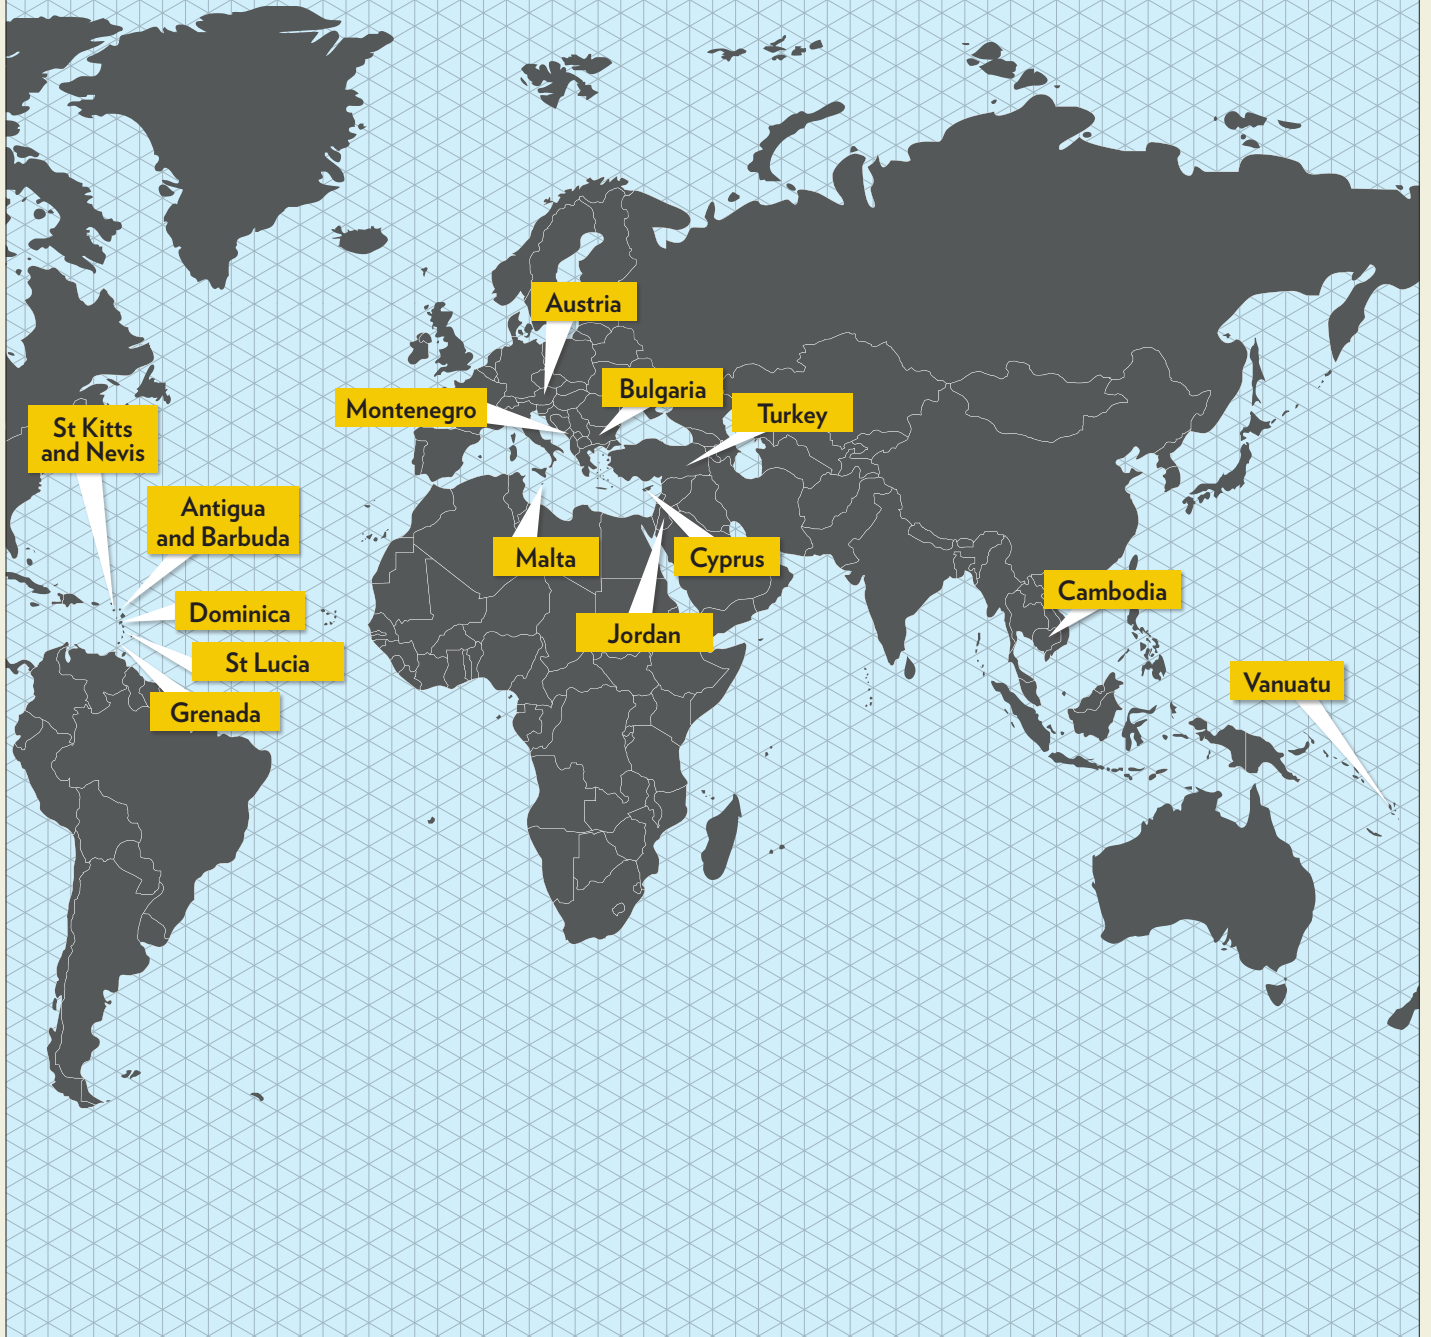 Austria
Bulgaria
Montenegro
Turkey
St Kitts
and Nevis
Antigua
and Barbuda
Malta
Cyprus
Cambodia
Dominica
Jordan
St Lucia
Vanuatu
Grenada